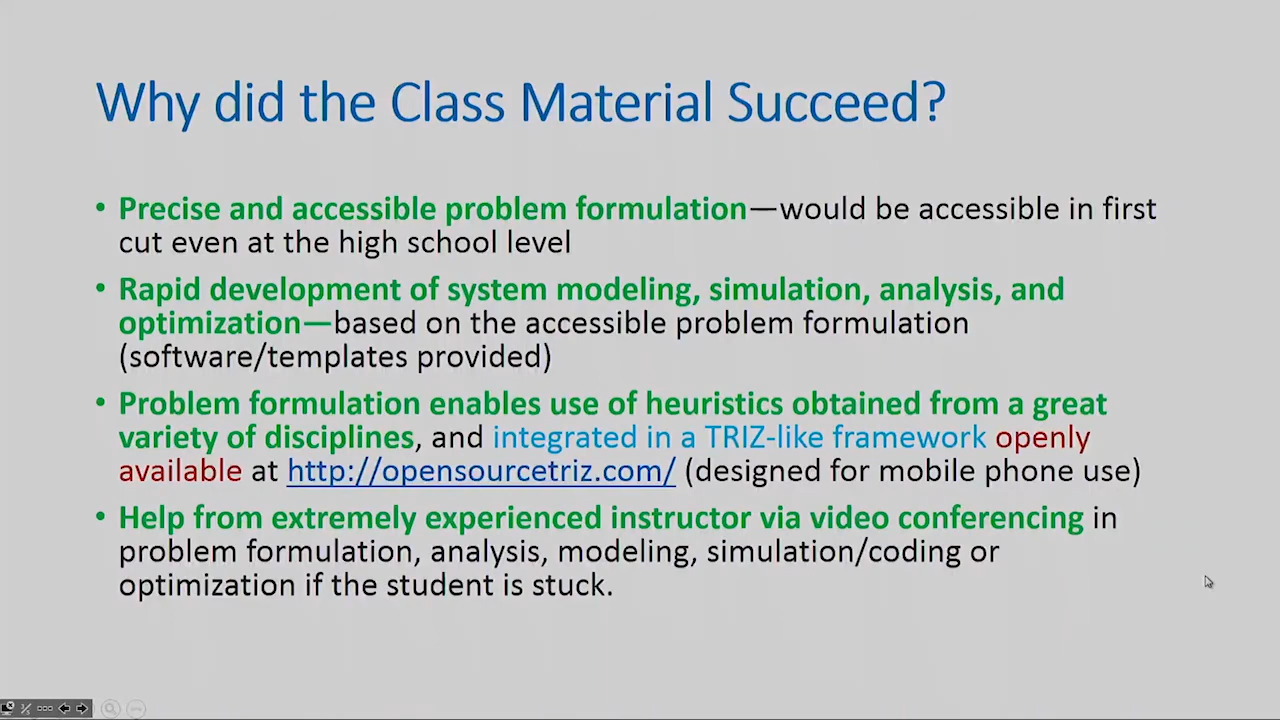 Why did the Class Material Succeed?
• Precise and accessible problem formulation—would be accessible in first
cut even at the high school level
• Rapid development of system modeling, simulation, analysis, and
optimization—based on the accessible problem formulation
(software/templates provided)
• Problem formulation enables use of heuristics obtained from a great
variety of disciplines, and integrated in a TRIZ-like framework openly
available at http://opensourcetriz.com/ (designed for mobile phone use)
• Help from extremely experienced instructor via video conferencing in
problem formulation, analysis, modeling, simulation/coding or
optimization if the student is stuck.